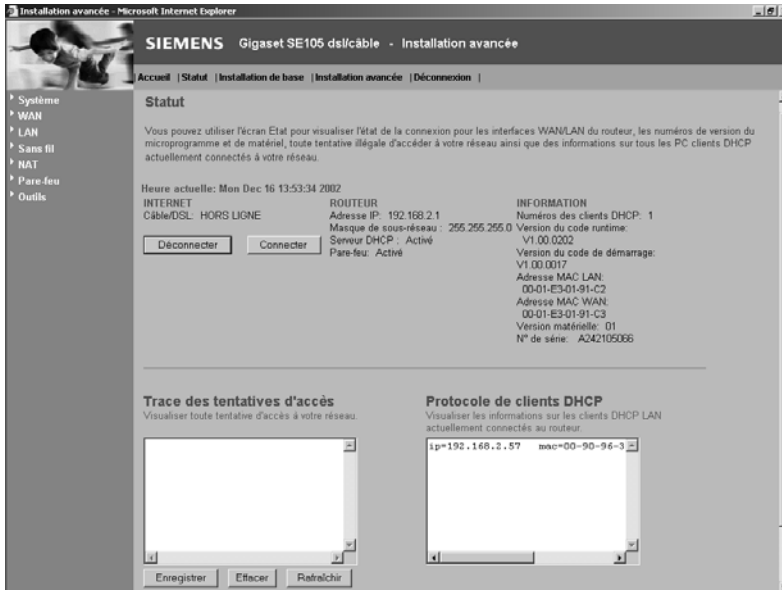 Installation avancée - Microsoft Internet Explorer
SIEMENS Gigaset SE105 dsl/câble - Installation avancée
Accueil | Statut | Installation de base | Installation avancée | Déconnexion |
Système
WAN
LAN
Sans fil
NAT
Pare-feu
Outils
Statut
Vous pouvez utiliser l'écran Etat pour visualiser l'état de la connexion pour les interfaces WAN/LAN du routeur, les numéros de version du
microprogramme et de matériel, toute tentative illégale d'accéder à votre réseau ainsi que des informations sur tous les PC clients DHCP
actuellement connectés à votre réseau.
Heure actuelle: Mon Dec 16 13:53:34 2002
INTERNET
Câble/DSL: HORS LIGNE
Déconnecter Connecter
ROUTEUR
Adresse IP: 192.168.2.1
Masque de sous-réseau : 255.255.255.0
Serveur DHCP : Activé
Pare-feu: Activé
INFORMATION
Numéros des clients DHCP: 1
Version du code runtime:
V1.00.0202
Version du code de démarrage:
V1.00.0017
Adresse MAC LAN:
00-01-E3-01-91-C2
Adresse MAC WAN:
00-01-E3-01-91-C3
Version matérielle: 01
N° de série: A242105066
Trace des tentatives d'accès
Visualiser toute tentative d'accès à votre réseau.
Enregistrer Effacer Rafraîchir
Protocole de clients DHCP
Visualiser les informations sur les clients DHCP LAN
actuellement connectés au routeur.
ip=192.168.2.57 mac=00-90-96-3